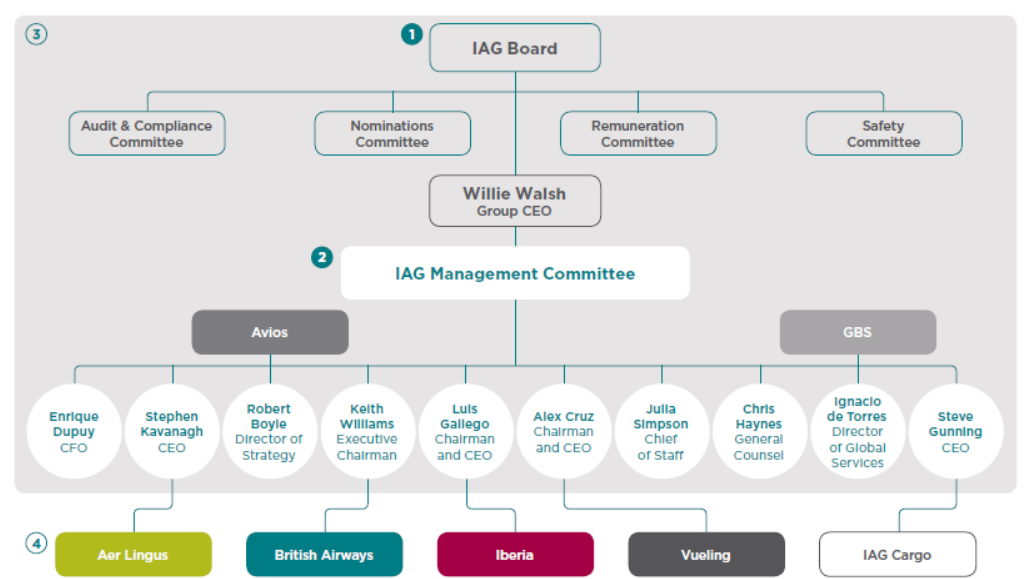 3
1
IAG Board
Audit & Compliance
Committee
Nominations
Committee
Remuneration
Committee
Safety
Committee
Willie Walsh
Group CEO
2
IAG Management Committee
Avios
GBS
Enrique
Dupuy
CFO
Stephen
Kavanagh
CEO
Robert
Boyle
Director of
Strategy
Keith
Williams
Executive
Chairman
Luis
Gallego
Chairman
and CEO
Alex Cruz
Chairman
and CEO
Julia
Simpson
Chief
of Staff
Chris
Haynes
General
Counsel
Ignacio
de Torres
Director
of Global
Services
Steve
Gunning
CEO
4
Aer Lingus
British Airways
Iberia
Vueling
IAG Cargo